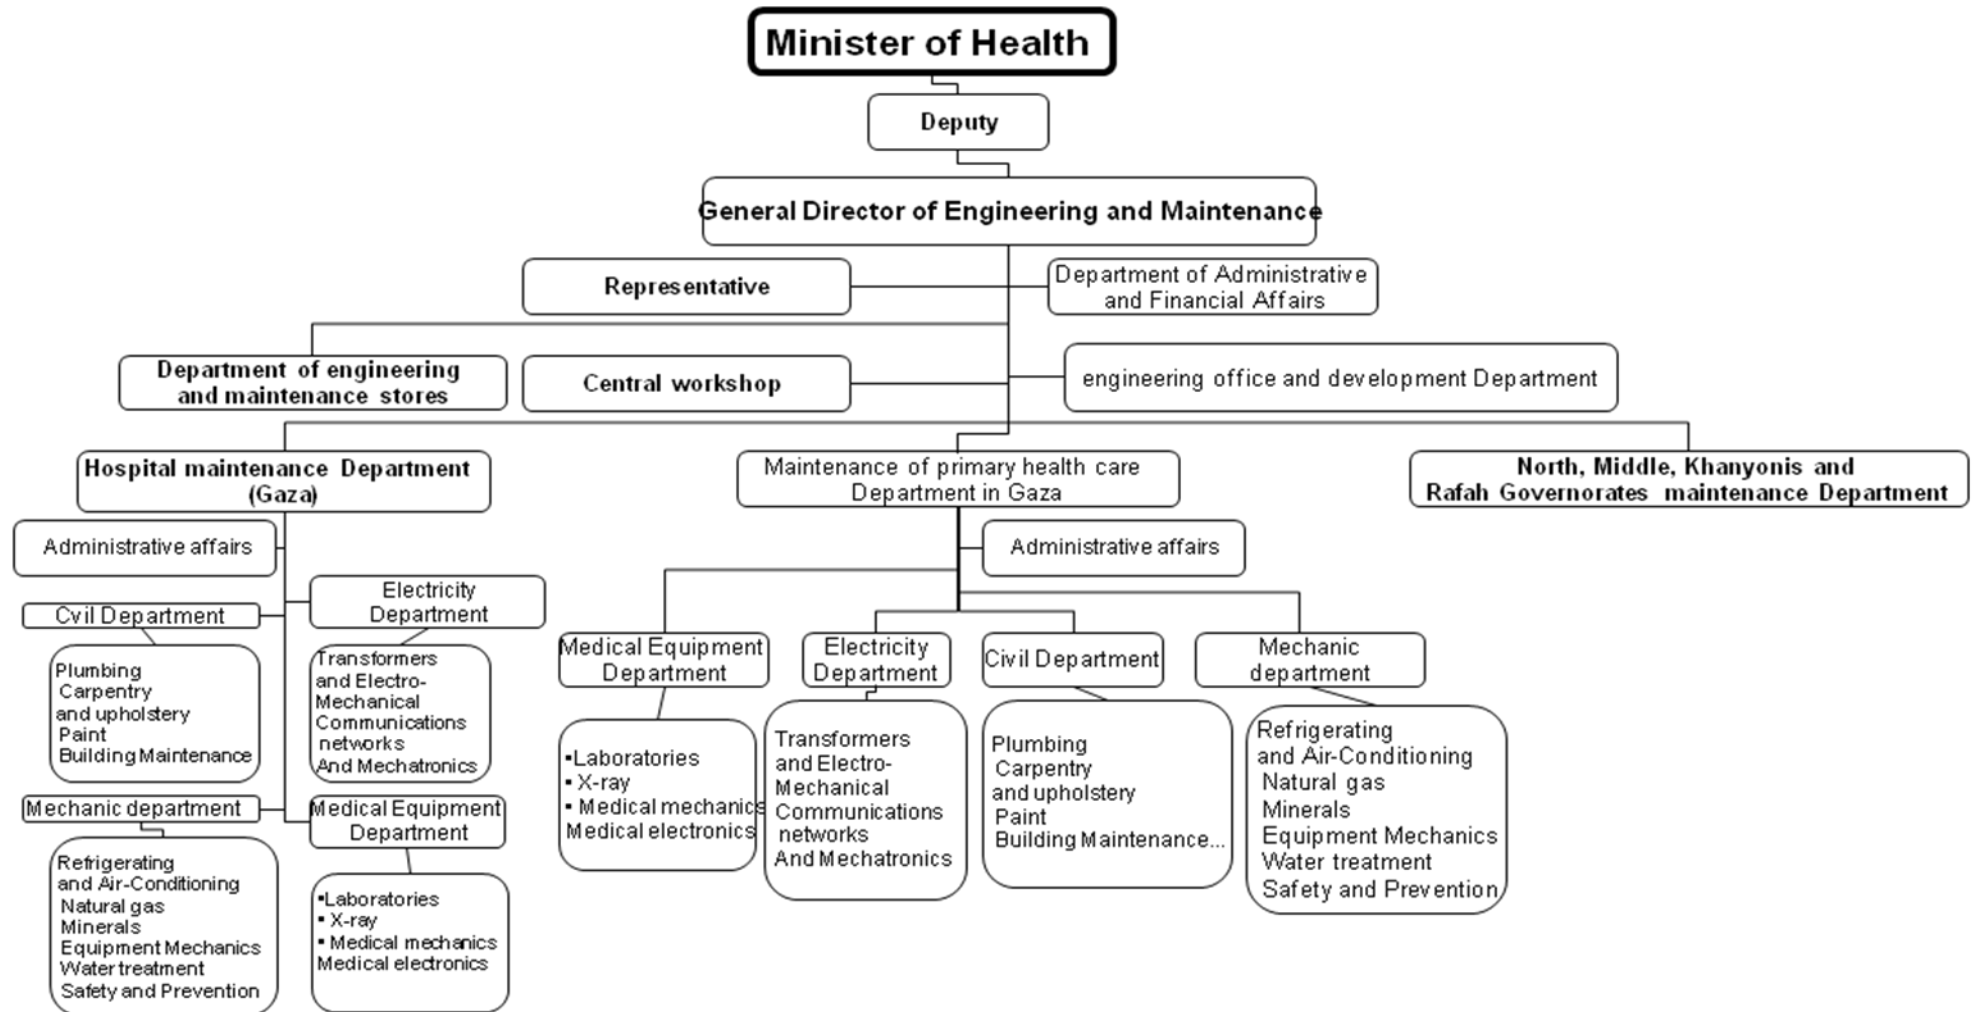 Minister of Health
Deputy
General Director of Engineering and Maintenance
Representative
Department of Administrative
and Financial Affairs
Department of engineering
and maintenance stores
Central workshop
engineering office and development Department
Hospital maintenance Department
(Gaza)
Maintenance of primary health care
Department in Gaza
North, Middle, Khanyonis and
Rafah Governorates maintenance Department
Administrative affairs
Electricity
Department
Cvil Department
Plumbing
Carpentry
and upholstery
Paint
Building Maintenance
Transformers
and Electro-
Mechanical
Communications
networks
And Mechatronics
Mechanic department
Medical Equipment
Department
Refrigerating
and Air-Conditioning
Natural gas
Minerals
Equipment Mechanics
Water treatment
Safety and Prevention
▪Laboratories
▪ X-ray
▪ Medical mechanics
Medical electronics
Administrative affairs
Medical Equipment
Department
Electricity
Department
Civil Department
Mechanic
department
▪Laboratories
▪ X-ray
▪ Medical mechanics
Medical electronics
Transformers
and Electro-
Mechanical
Communications
networks
And Mechatronics
Plumbing
Carpentry
and upholstery
Paint
Building Maintenance...
Refrigerating
and Air-Conditioning
Natural gas
Minerals
Equipment Mechanics
Water treatment
Safety and Prevention